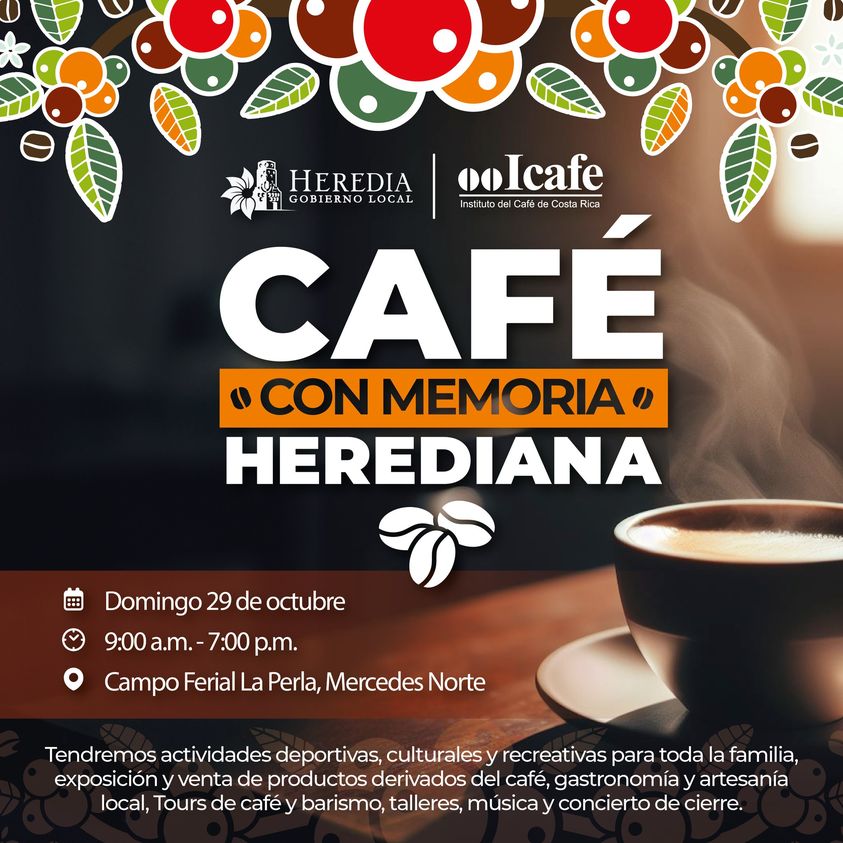 HEREDIA
GOBIERNO LOCAL
Icafe
Instituto del Café de Costa Rica
CAFÉ
CON MEMORIA
HEREDIANA
Domingo 29 de octubre
9:00 a.m. - 7:00 p.m.
Campo Ferial La Perla, Mercedes Norte
Tendremos actividades deportivas, culturales y recreativas para toda la familia,
exposición y venta de productos derivados del café, gastronomía y artesanía
local, Tours de café y barismo, talleres, música y concierto de cierre.